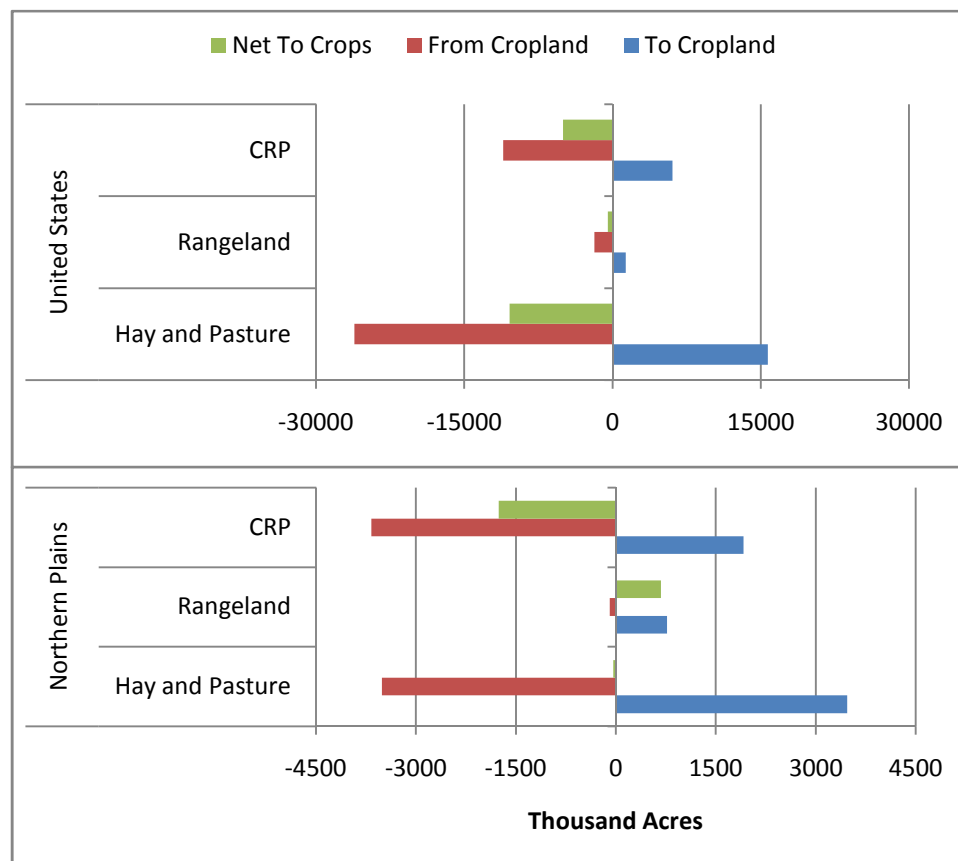 Net To Crops From Cropland To Cropland
United States
CRP
Rangeland
Hay and Pasture
-30000 -15000 0 15000 30000
Northern Plains
CRP
Rangeland
Hay and Pasture
-4500 -3000 -1500 0 1500 3000 4500
Thousand Acres